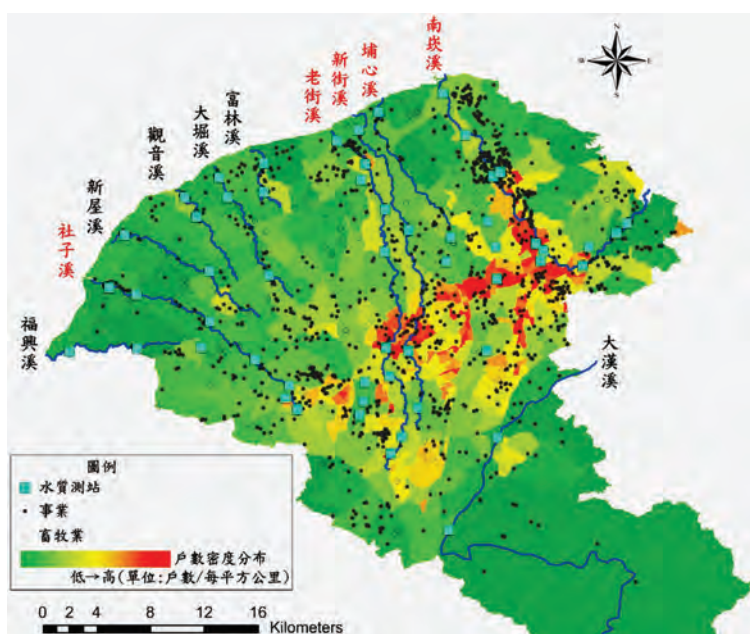 南崁溪
埔心溪
新街溪
老街溪
富林溪
大堀溪
觀音溪
新屋溪
社子溪
福興溪
大漢溪
N
W
E
S
圖例
水質測站
事業
畜牧業
戶數密度分布
低→高(單位:戶數/每平方公里)
0 2 4 8 12 16
Kilometers